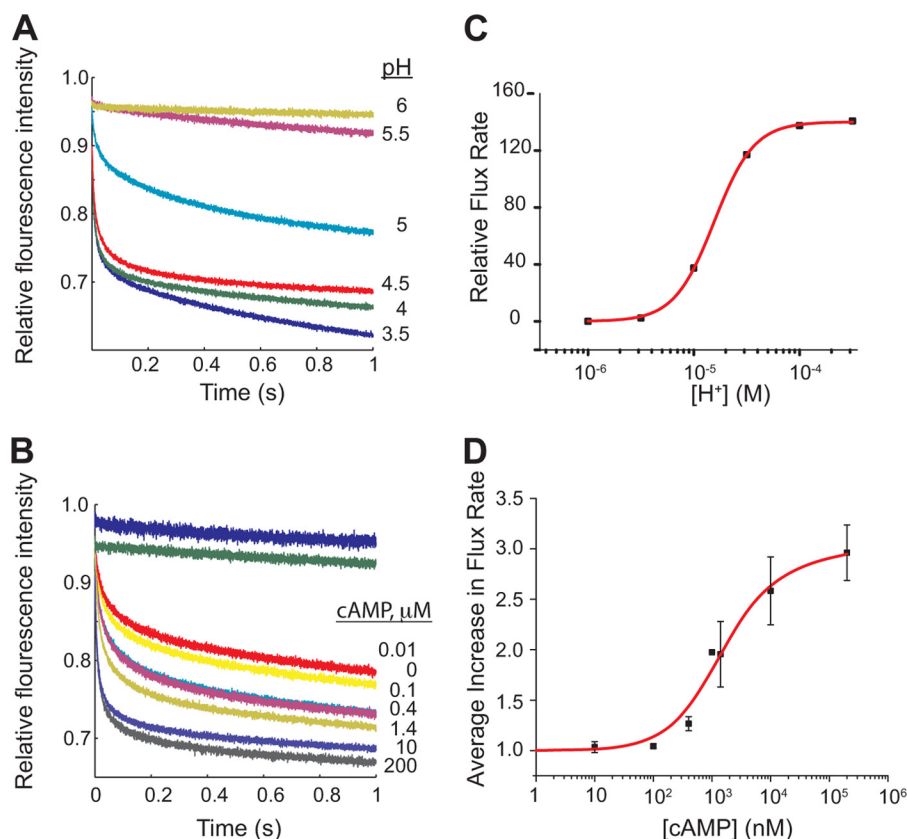 A
Relative flourescence intensity
1.0
0.9
0.8
0.7
0.2 0.4 0.6 0.8 1
Time (s)
pH
6
5.5
5
4.5
4
3.5
C
Relative Flux Rate
160
120
80
40
0
10⁻⁶ 10⁻⁵ 10⁻⁴
[H⁺] (M)
B
Relative flourescence intensity
1.0
0.9
0.8
0.7
0 0.2 0.4 0.6 0.8 1
Time (s)
cAMP, μM
0.01
0
0.1
0.4
1.4
10
200
D
Average Increase in Flux Rate
3.5
3.0
2.5
2.0
1.5
1.0
1 10 10² 10³ 10⁴ 10⁵ 10⁶
[cAMP] (nM)